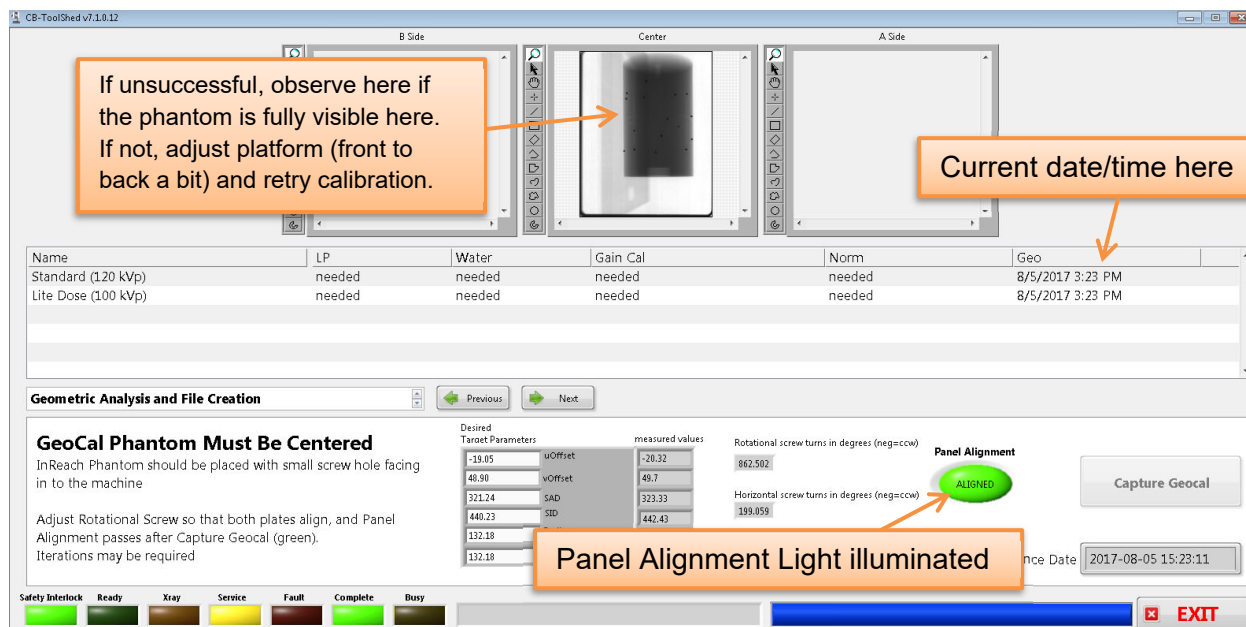 CB-ToolShed v7.1.0.12
B Side
Center
A Side
If unsuccessful, observe here if
the phantom is fully visible here.
If not, adjust platform (front to
back a bit) and retry calibration.
Current date/time here
Name LP Water Gain Cal Norm Geo
Standard (120 kVp) needed needed needed needed 8/5/2017 3:23 PM
Lite Dose (100 kVp) needed needed needed needed 8/5/2017 3:23 PM
Geometric Analysis and File Creation
Previous
Next
GeoCal Phantom Must Be Centered
InReach Phantom should be placed with small screw hole facing
in to the machine
Adjust Rotational Screw so that both plates align, and Panel
Alignment passes after Capture Geocal (green).
Iterations may be required
Desired
Target Parameters
measured values
-19.05 uOffset -20.32
48.90 vOffset 49.7
321.24 SAD 323.33
440.23 SID 442.43
132.18
132.18
Rotational screw turns in degrees (neg=ccw)
862.502
Horizontal screw turns in degrees (neg=ccw)
199.059
Panel Alignment
ALIGNED
Capture Geocal
Panel Alignment Light illuminated
Date 2017-08-05 15:23:11
Safety Interlock Ready Xray Service Fault Complete Busy
EXIT